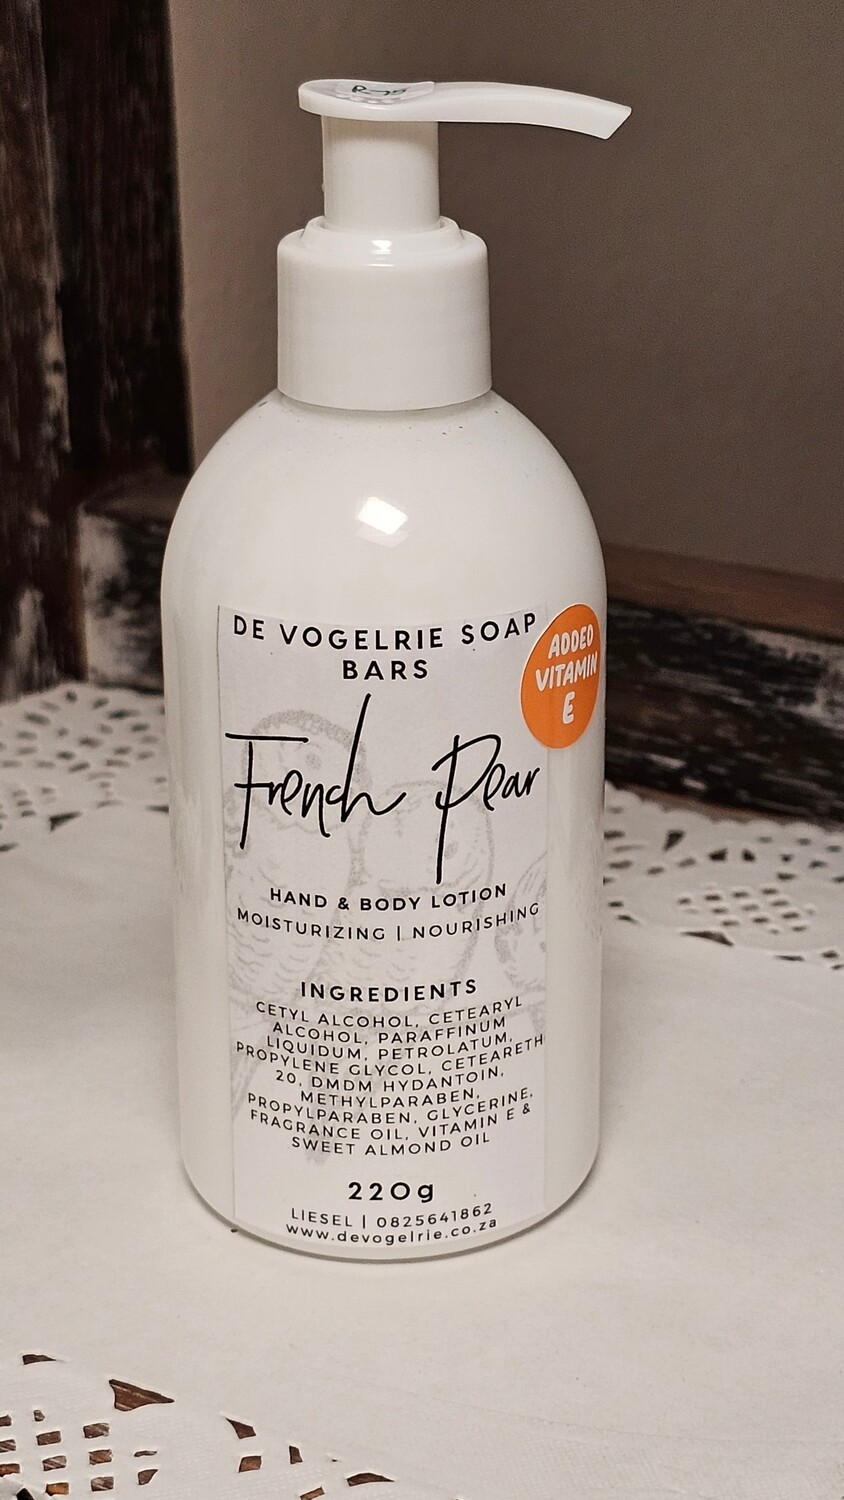 DE VOGELRIE SOAP
BARS
ADDED
VITAMIN
E
French Pear
HAND & BODY LOTION
MOISTURIZING | NOURISHING
INGREDIENTS
CETYL ALCOHOL, CETEARYL
ALCOHOL, PARAFFINUM
LIQUIDUM, PETROLATUM,
PROPYLENE GLYCOL, CETEARETH
20, DMDM HYDANTOIN,
METHYLPARABEN,
PROPYLPARABEN, GLYCERINE,
FRAGRANCE OIL, VITAMIN E &
SWEET ALMOND OIL
220g
LIESEL | 0825641862
www.devogelrie.co.za